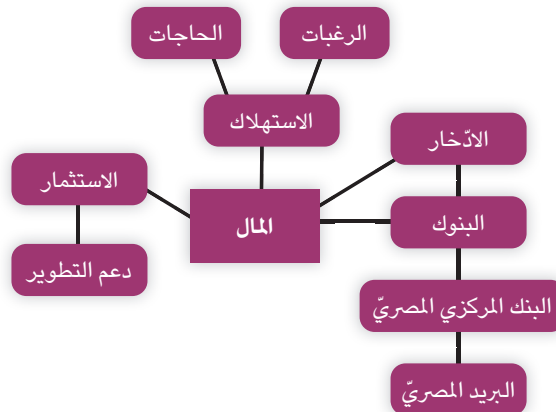 الرغبات
الحاجات
الاستهلاك
الادّخار
الاستثمار
المال
البنوك
دعم التطوير
البنك المركزي المصريّ
البريد المصريّ